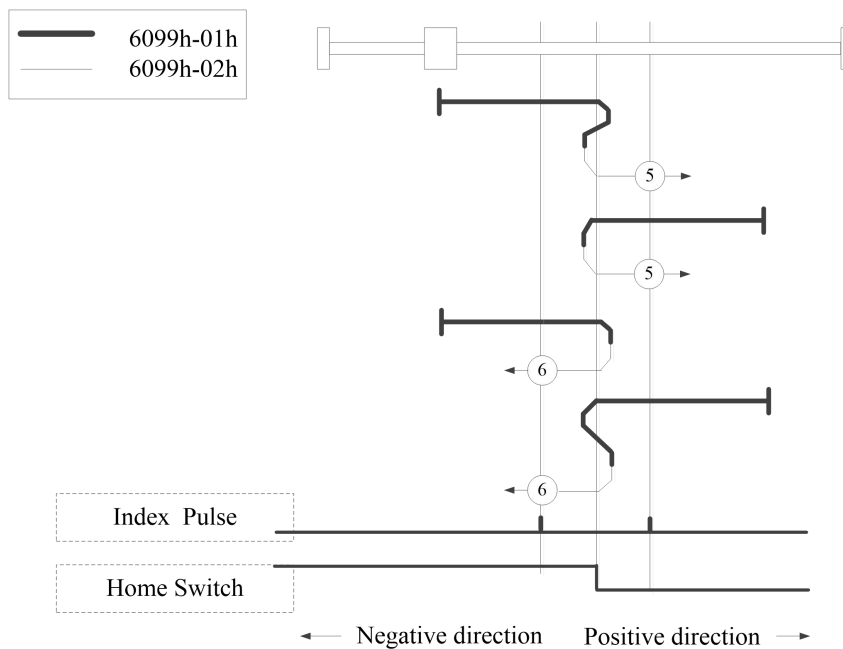 6099h-01h
6099h-02h
5
5
6
6
Index Pulse
Home Switch
Negative direction
Positive direction